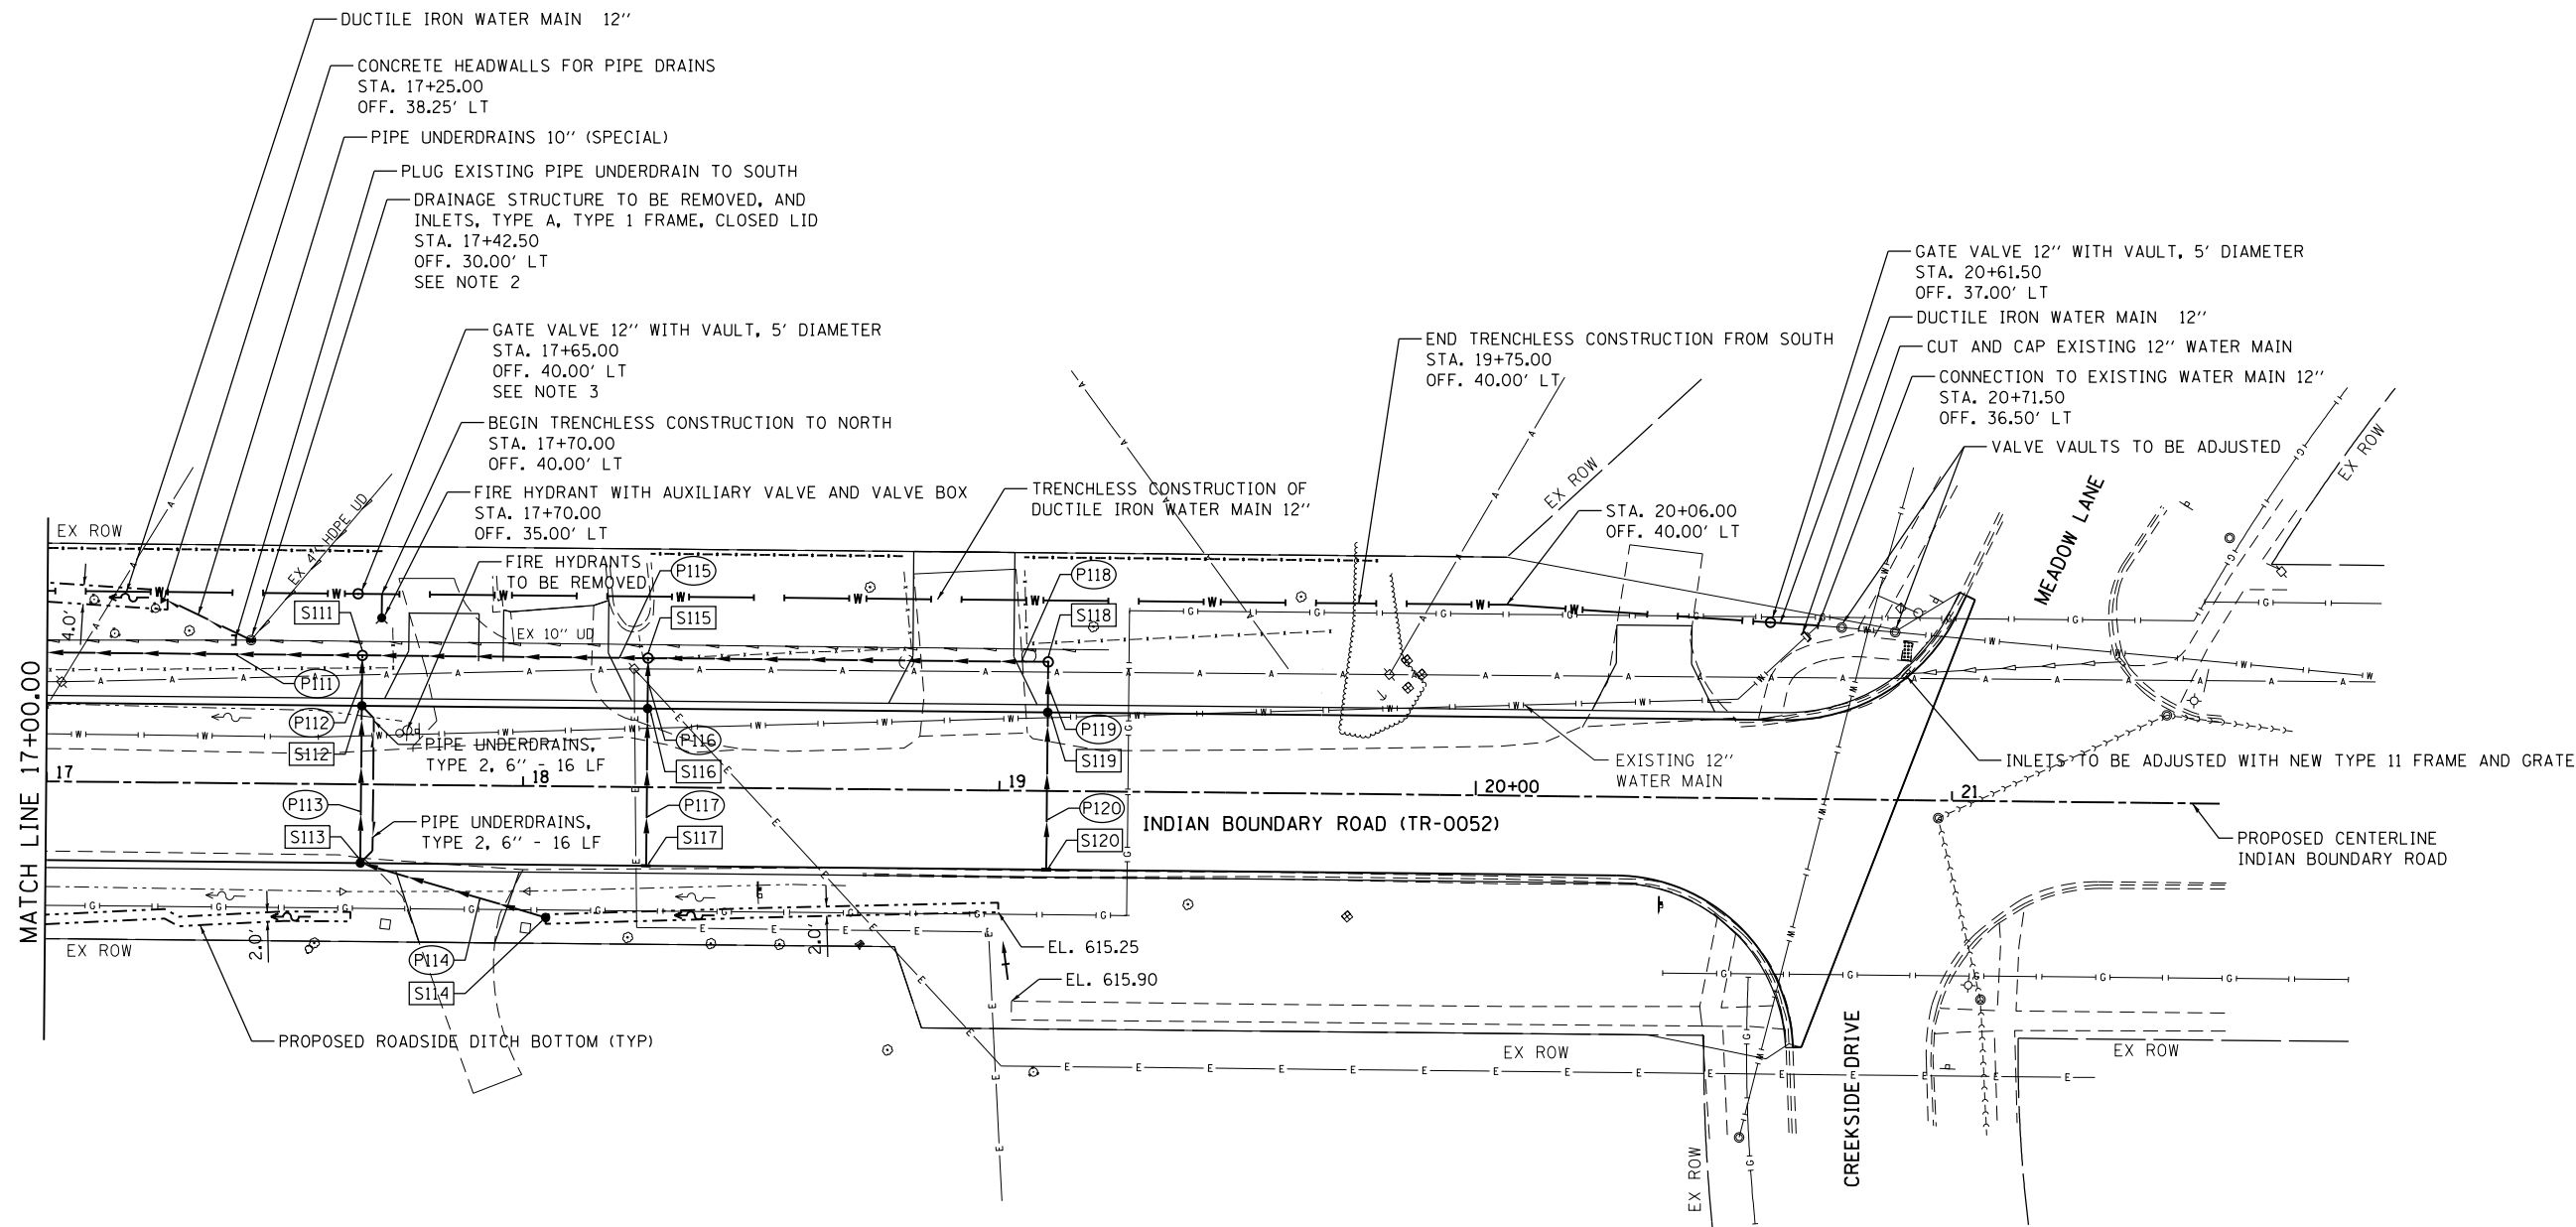 DUCTILE IRON WATER MAIN 12"
CONCRETE HEADWALLS FOR PIPE DRAINS
STA. 17+25.00
OFF. 38.25' LT
PIPE UNDERDRAINS 10" (SPECIAL)
PLUG EXISTING PIPE UNDERDRAIN TO SOUTH
DRAINAGE STRUCTURE TO BE REMOVED, AND
INLETS, TYPE A, TYPE 1 FRAME, CLOSED LID
STA. 17+42.50
OFF. 30.00' LT
SEE NOTE 2
GATE VALVE 12" WITH VAULT, 5' DIAMETER
STA. 17+65.00
OFF. 40.00' LT
SEE NOTE 3
BEGIN TRENCHLESS CONSTRUCTION TO NORTH
STA. 17+70.00
OFF. 40.00' LT
FIRE HYDRANT WITH AUXILIARY VALVE AND VALVE BOX
STA. 17+70.00
OFF. 35.00' LT
FIRE HYDRANTS
TO BE REMOVED
TRENCHLESS CONSTRUCTION OF
DUCTILE IRON WATER MAIN 12"
END TRENCHLESS CONSTRUCTION FROM SOUTH
STA. 19+75.00
OFF. 40.00' LT
EX ROW
STA. 20+06.00
OFF. 40.00' LT
GATE VALVE 12" WITH VAULT, 5' DIAMETER
STA. 20+61.50
OFF. 37.00' LT
DUCTILE IRON WATER MAIN 12"
CUT AND CAP EXISTING 12" WATER MAIN
CONNECTION TO EXISTING WATER MAIN 12"
STA. 20+71.50
OFF. 36.50' LT
VALVE VAULTS TO BE ADJUSTED
MEADOW LANE
EX ROW
EX ROW
EX 4" HDPE UD
4.0'
S111
P115
S115
P118
S118
EX 10" UD
P111
P112
S112
PIPE UNDERDRAINS,
TYPE 2, 6" - 16 LF
P116
S116
P119
S119
EXISTING 12"
WATER MAIN
INLETS TO BE ADJUSTED WITH NEW TYPE 11 FRAME AND GRATE
MATCH LINE 17+00.00
17
18
19
20+00
21
P113
S113
PIPE UNDERDRAINS,
TYPE 2, 6" - 16 LF
P117
S117
P120
S120
INDIAN BOUNDARY ROAD (TR-0052)
PROPOSED CENTERLINE
INDIAN BOUNDARY ROAD
EX ROW
2.0'
P114
S114
2.0'
EL. 615.25
EL. 615.90
PROPOSED ROADSIDE DITCH BOTTOM (TYP)
EX ROW
EX ROW
CREEKSIDE DRIVE
EX ROW